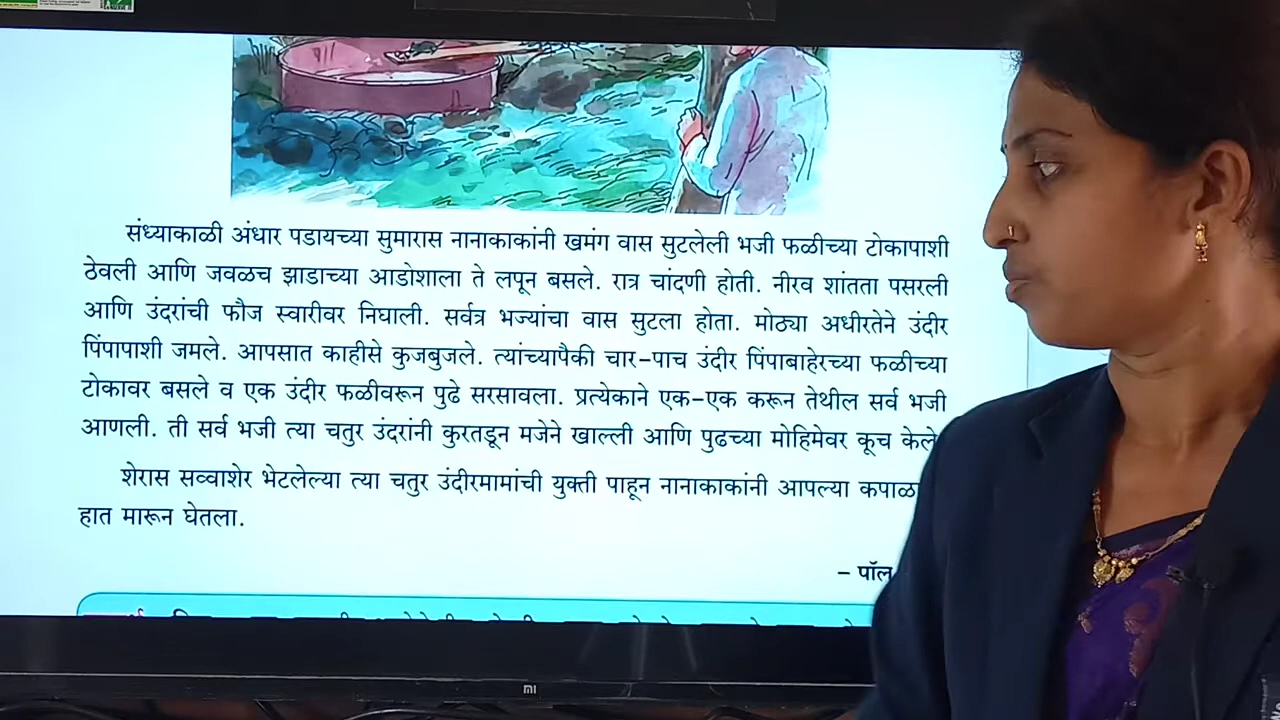 संध्याकाळी अंधार पडायच्या सुमारास नानाकाकांनी खमंग वास सुटलेली भजी फळीच्या टोकापाशी
ठेवली आणि जवळच झाडाच्या आडोशाला ते लपून बसले. रात्र चांदणी होती. नीरव शांतता पसरली
आणि उंदरांची फौज स्वारीवर निघाली. सर्वत्र भज्यांचा वास सुटला होता. मोठ्या अधीरतेने उंदीर
पिंपापाशी जमले. आपसात काहीसे कुजबुजले. त्यांच्यापैकी चार-पाच उंदीर पिंपाबाहेरच्या फळीच्या
टोकावर बसले व एक उंदीर फळीवरून पुढे सरसावला. प्रत्येकाने एक-एक करून तेथील सर्व भजी
आणली. ती सर्व भजी त्या चतुर उंदरांनी कुरतडून मजेने खाल्ली आणि पुढच्या मोहिमेवर कूच केले
शेरास सव्वाशेर भेटलेल्या त्या चतुर उंदीरमामांची युक्ती पाहून नानाकाकांनी आपल्या
हात मारून घेतला.
– पॉल
mi